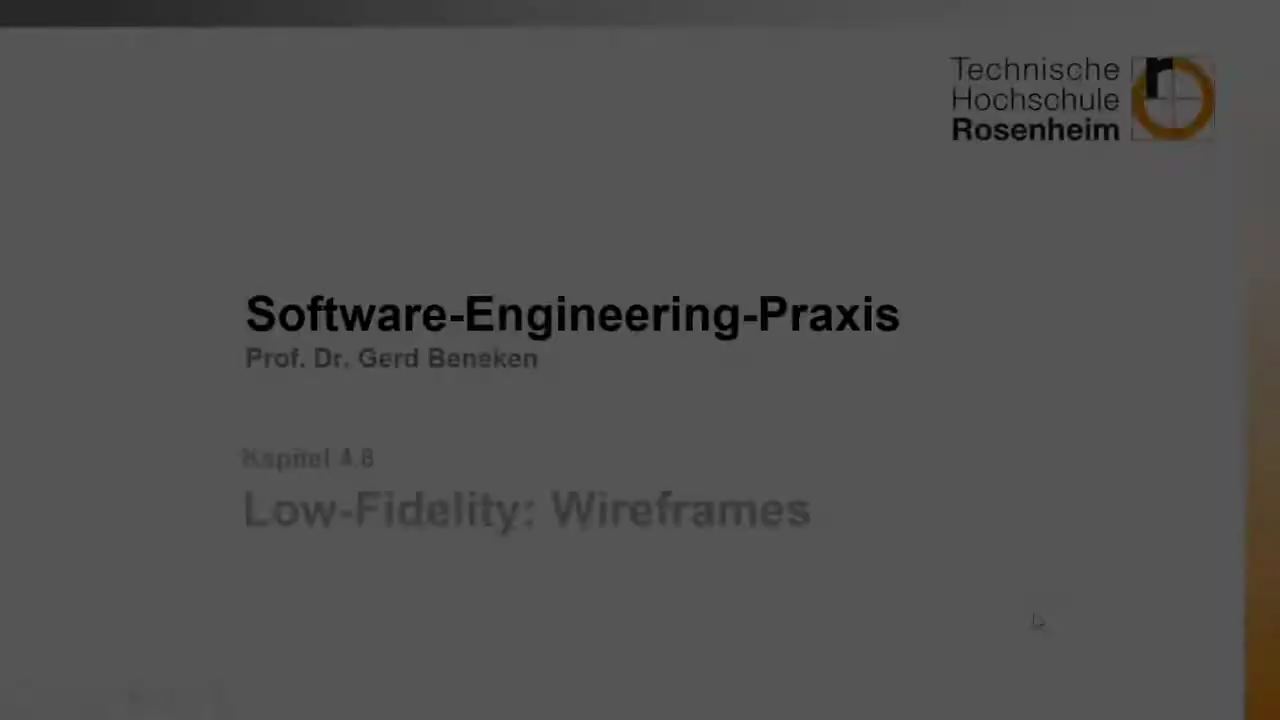 Technische
Hochschule
Rosenheim
Software-Engineering-Praxis
Prof. Dr. Gerd Beneken
Kapitel 4.8
Low-Fidelity: Wireframes